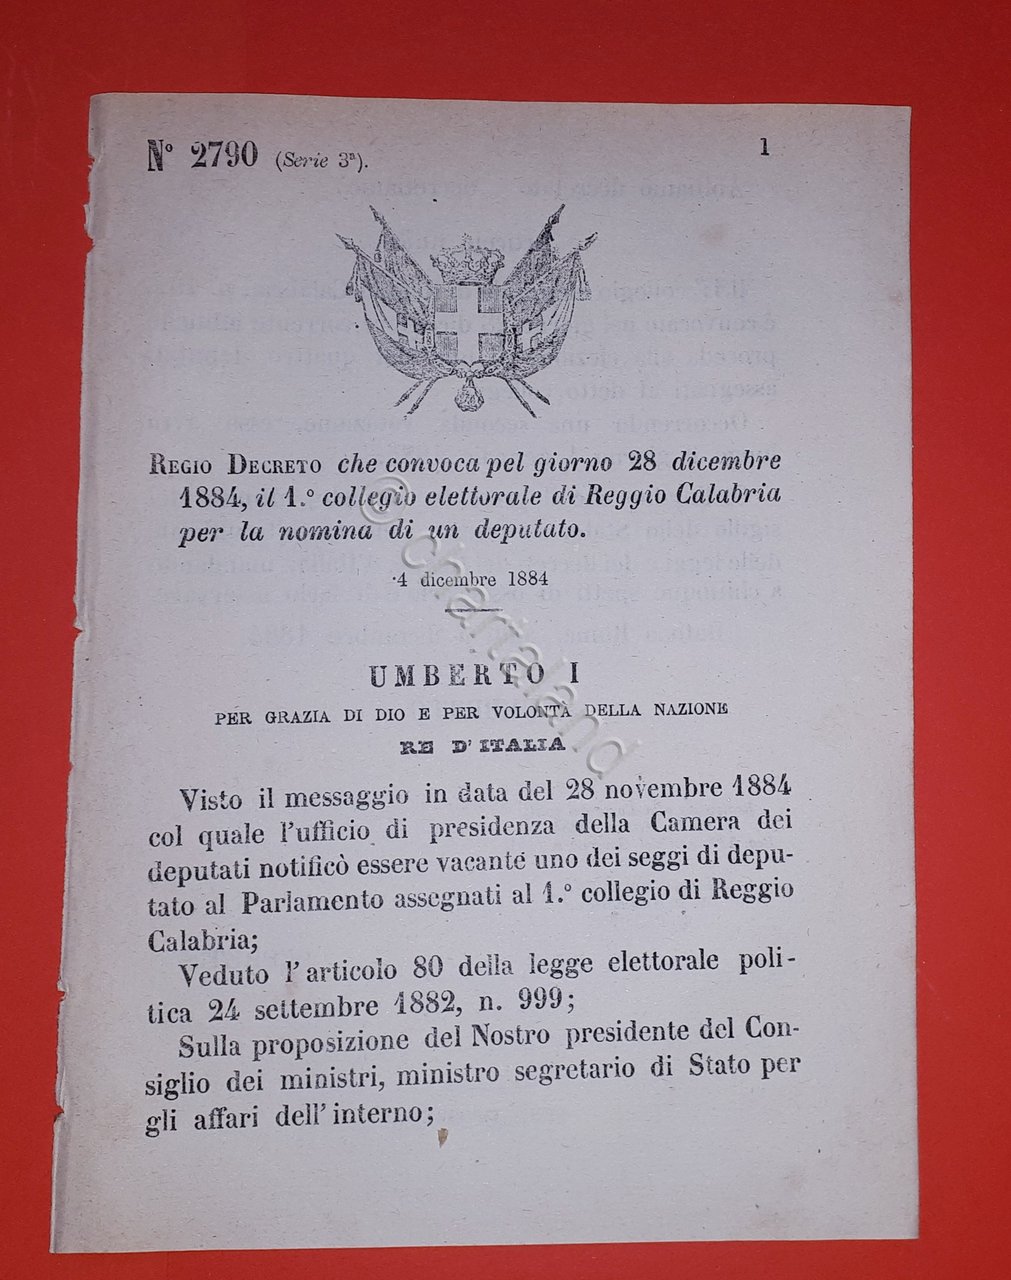 N° 2790 (Serie 3ª). 1
REGIO DECRETO che convoca pel giorno 28 dicembre
1884, il 1.° collegio elettorale di Reggio Calabria
per la nomina di un deputato.
4 dicembre 1884
UMBERTO I
PER GRAZIA DI DIO E PER VOLONTÀ DELLA NAZIONE
RE D'ITALIA
Visto il messaggio in data del 28 novembre 1884
col quale l'ufficio di presidenza della Camera dei
deputati notificò essere vacante uno dei seggi di depu-
tato al Parlamento assegnati al 1.° collegio di Reggio
Calabria;
Veduto l'articolo 80 della legge elettorale poli-
tica 24 settembre 1882, n. 999;
Sulla proposizione del Nostro presidente del Con-
siglio dei ministri, ministro segretario di Stato per
gli affari dell'interno;
© chartaland